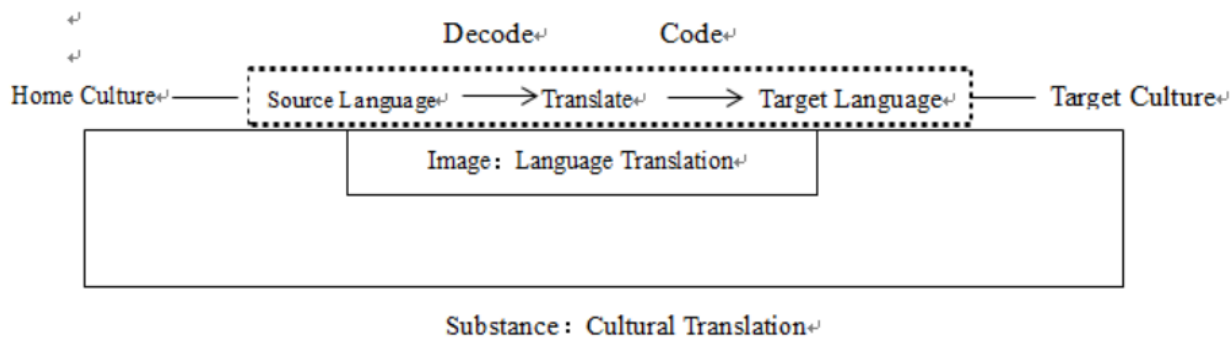 Decode Code
Home Culture Source Language Translate Target Language Target Culture
Image：Language Translation
Substance：Cultural Translation